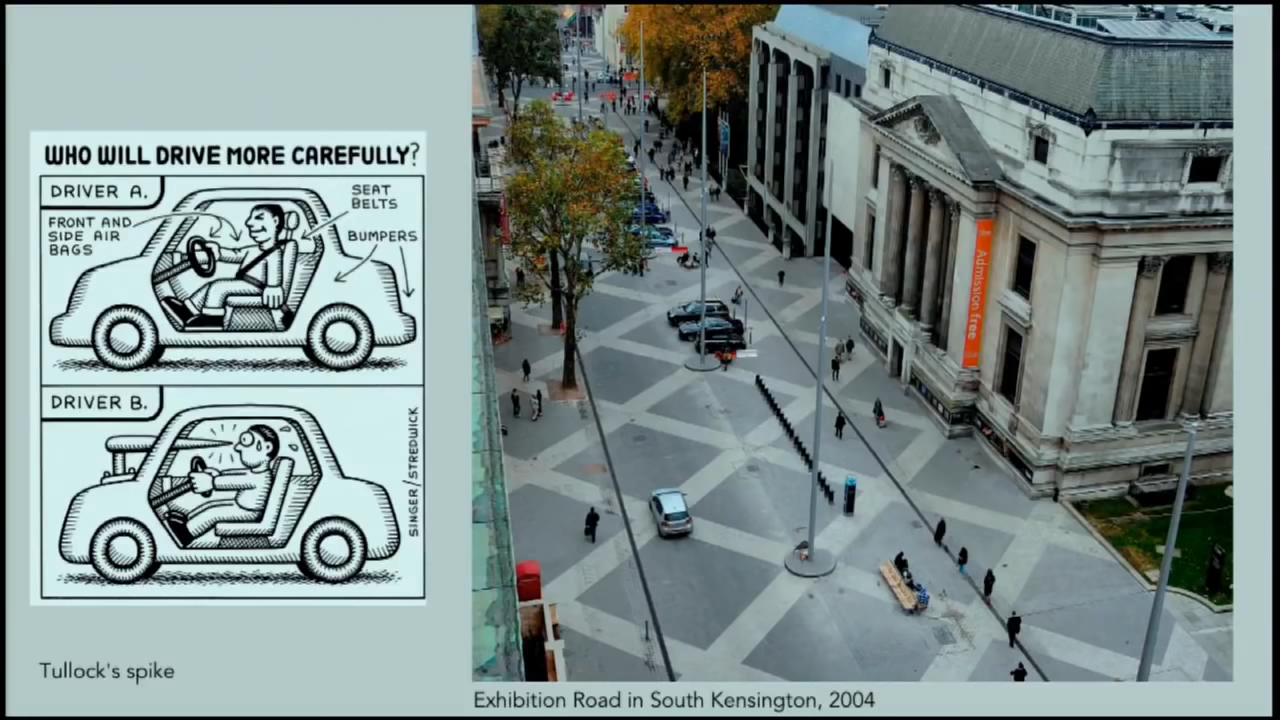 WHO WILL DRIVE MORE CAREFULLY?
DRIVER A.
FRONT AND
SIDE AIR
BAGS
SEAT
BELTS
BUMPERS
DRIVER B.
SINGER/STREDWICK
Tullock's spike
Admission free
Exhibition Road in South Kensington, 2004